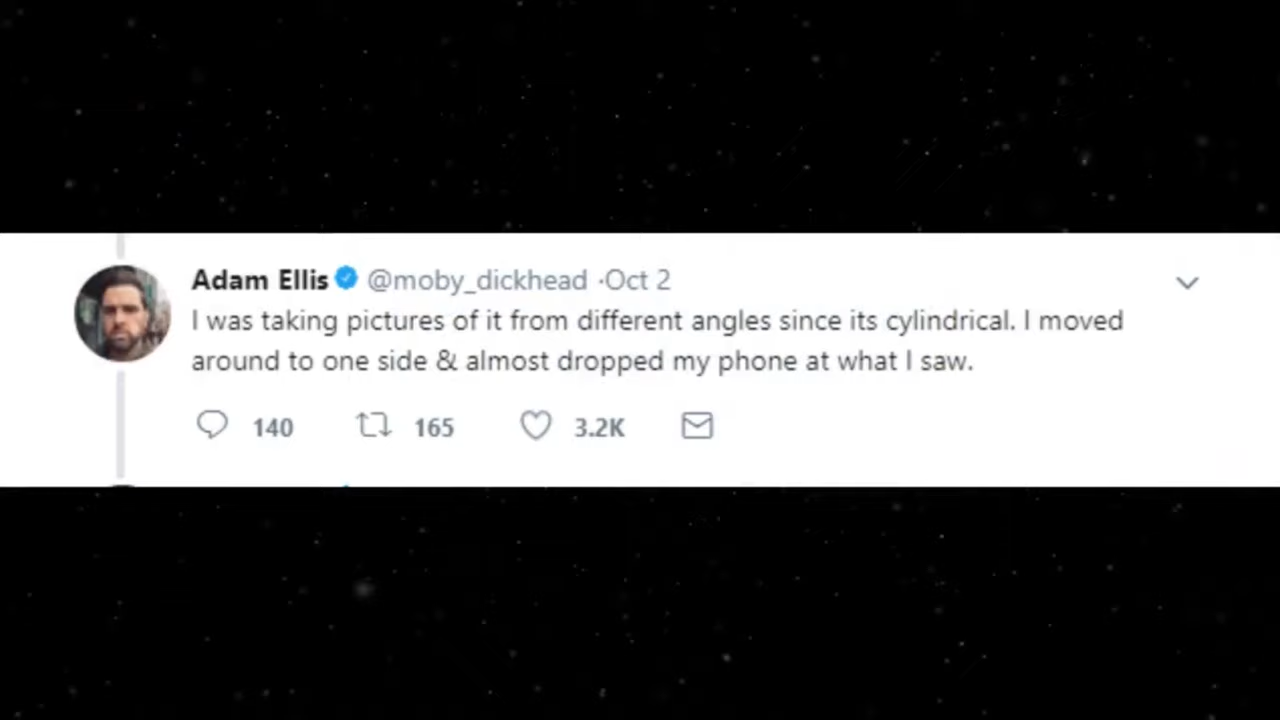 Adam Ellis @moby_dickhead ·Oct 2
I was taking pictures of it from different angles since its cylindrical. I moved
around to one side & almost dropped my phone at what I saw.
140 165 3.2K